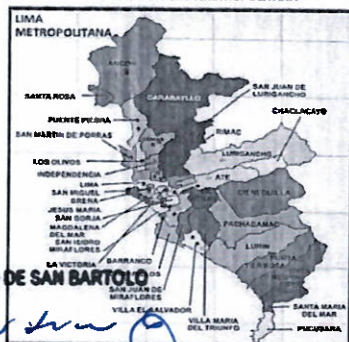 LIMA
METROPOLITANA
ANCON
SANTA ROSA
CARABAYLLO
SAN JUAN DE
LURIGANCHO
CHACLACAYO
PUENTE PIEDRA
RIMAC
SAN MARTIN DE PORRAS
LURIGANCHO
LOS OLIVOS
INDEPENDENCIA
ATE
LIMA
SAN MIGUEL
BREÑA
CIENEGUILLA
JESUS MARIA
SAN BORJA
PACHACAMAC
MAGDALENA
DEL MAR
SAN ISIDRO
MIRAFLORES
LURIN
LA VICTORIA
BARRANCO
PUNTA
HERMOSA
DE SAN BARTOLO
SAN JUAN DE
MIRAFLORES
VILLA EL SALVADOR
VILLA MARIA
DEL TRIUNFO
SANTA MARIA
DEL MAR
PUCUSANA